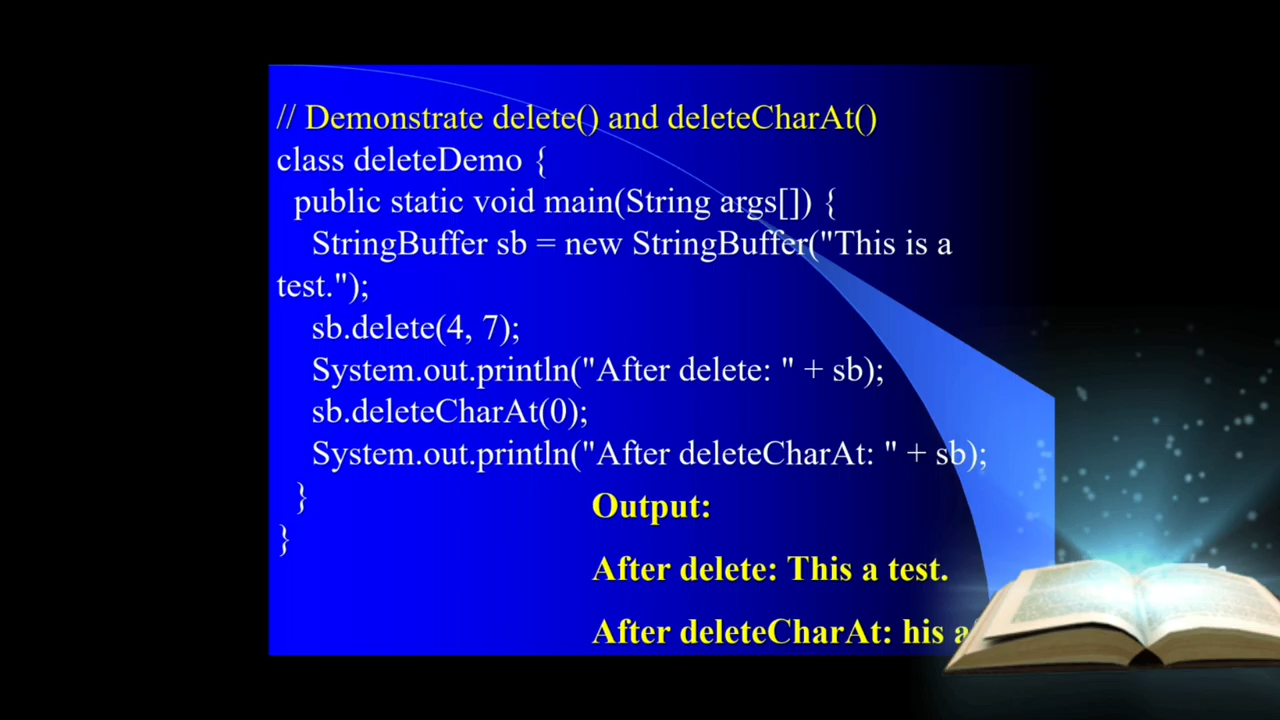 // Demonstrate delete() and deleteCharAt()
class deleteDemo {
public static void main(String args[]) {
StringBuffer sb = new StringBuffer("This is a
test.");
sb.delete(4, 7);
System.out.println("After delete: " + sb);
sb.deleteCharAt(0);
System.out.println("After deleteCharAt: " + sb);
}
}
Output:
After delete: This a test.
After deleteCharAt: his a